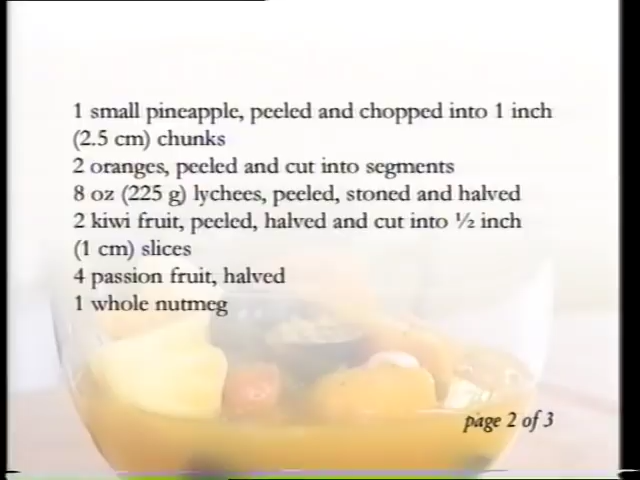 1 small pineapple, peeled and chopped into 1 inch
(2.5 cm) chunks
2 oranges, peeled and cut into segments
8 oz (225 g) lychees, peeled, stoned and halved
2 kiwi fruit, peeled, halved and cut into ½ inch
(1 cm) slices
4 passion fruit, halved
1 whole nutmeg
page 2 of 3